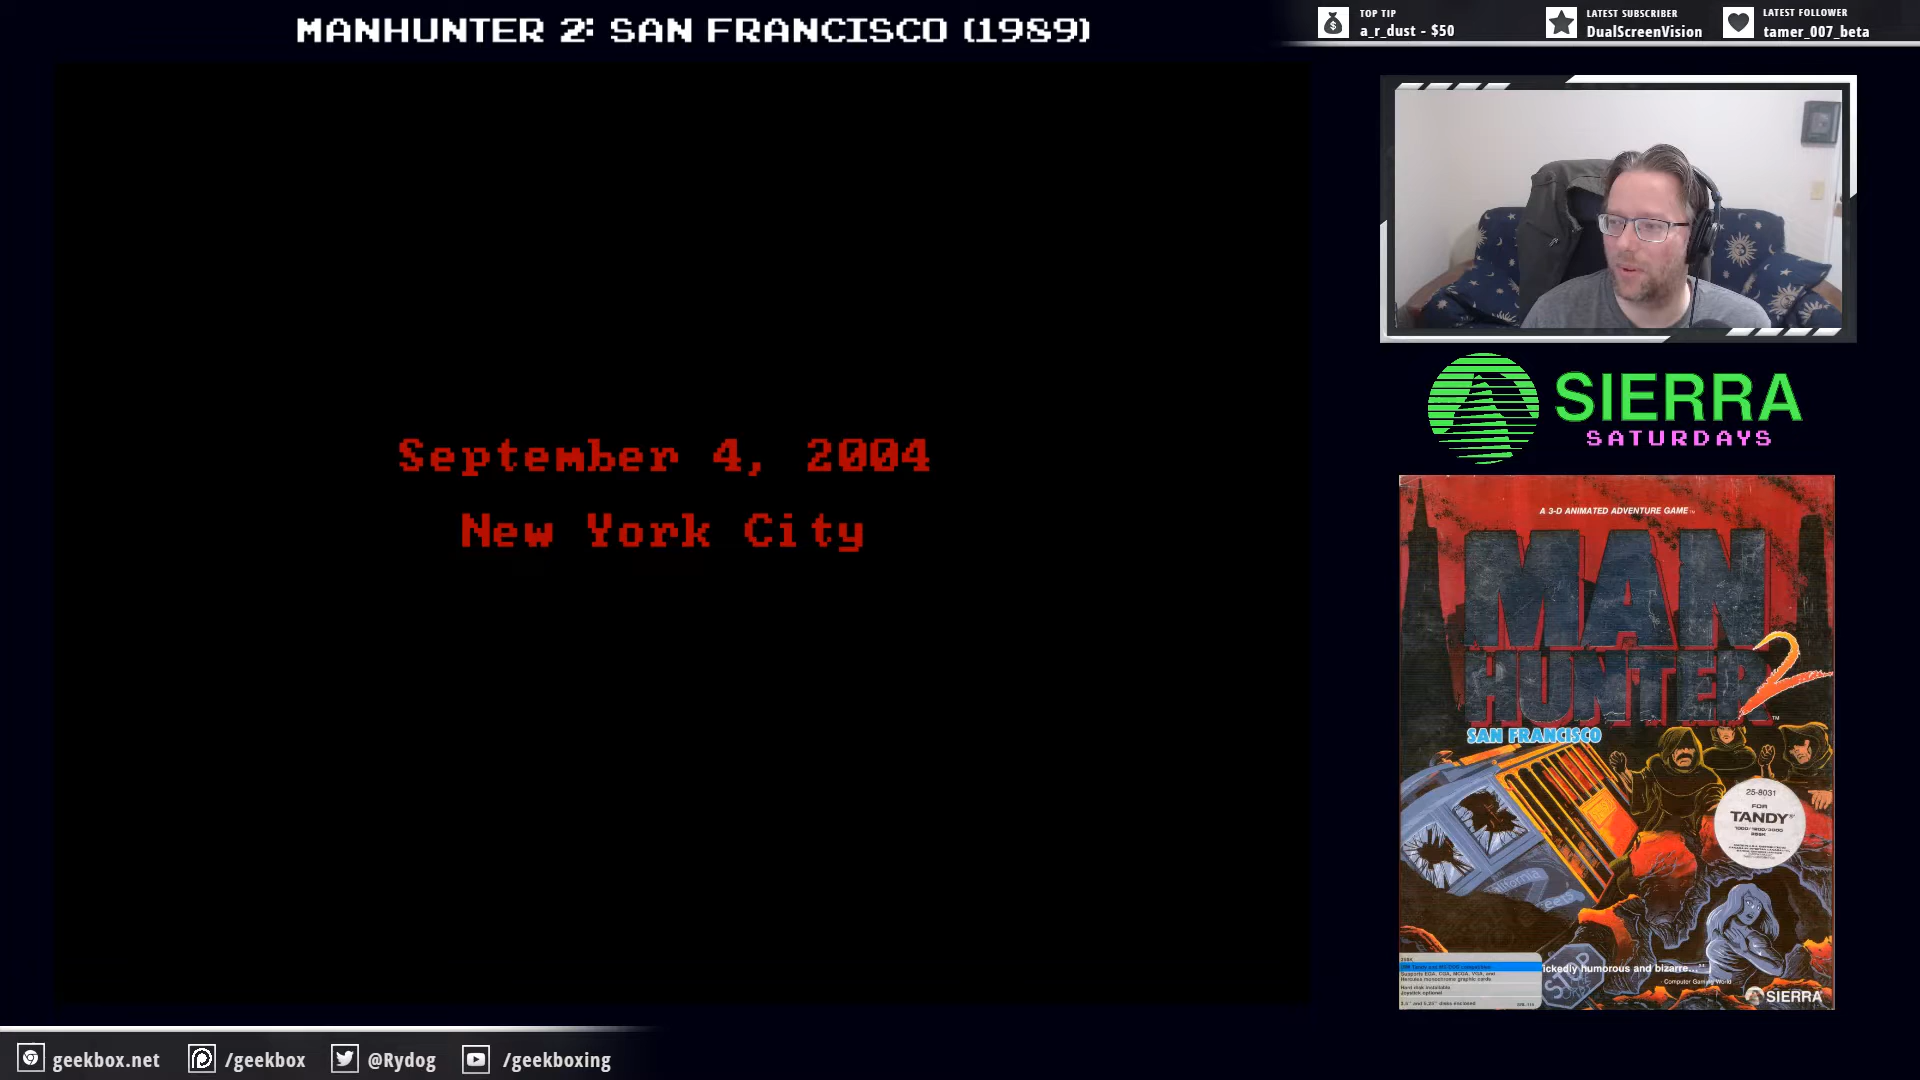 MANHUNTER 2: SAN FRANCISCO (1989)
TOP TIP
a_r_dust - $50
LATEST SUBSCRIBER
DualScreenVision
LATEST FOLLOWER
tamer_007_beta
September 4, 2004
New York City
SIERRA
SATURDAYS
A 3-D ANIMATED ADVENTURE GAME
MAN
HUNTER 2
SAN FRANCISCO
25-8031
FOR
TANDY
ickedly humorous and bizarre..."
Computer Gaming World
STOP
SIERRA
geekbox.net
/geekbox
@Rydog
/geekboxing